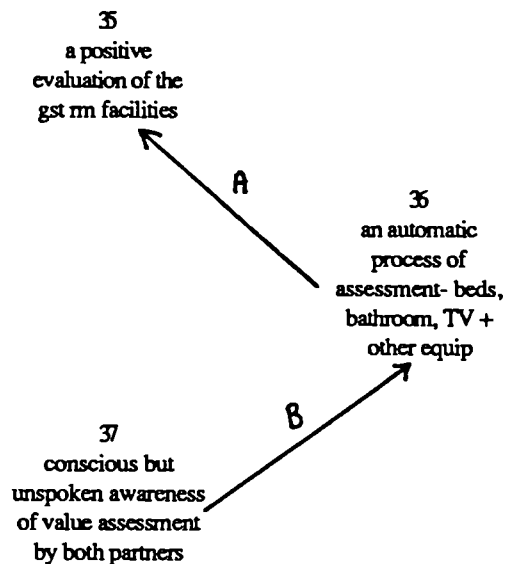 35
a positive
evaluation of the
gst rm facilities
A
36
an automatic
process of
assessment- beds,
bathroom, TV +
other equip
B
37
conscious but
unspoken awareness
of value assessment
by both partners